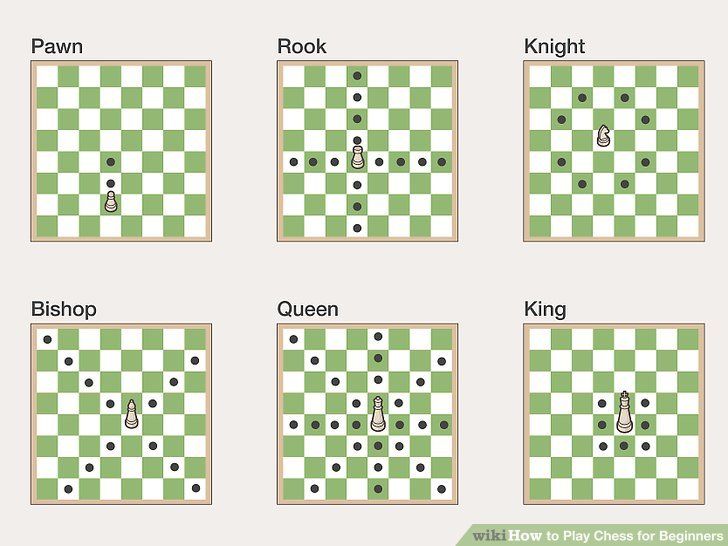 Pawn
Rook
Knight
Bishop
Queen
King
wikiHow to Play Chess for Beginners